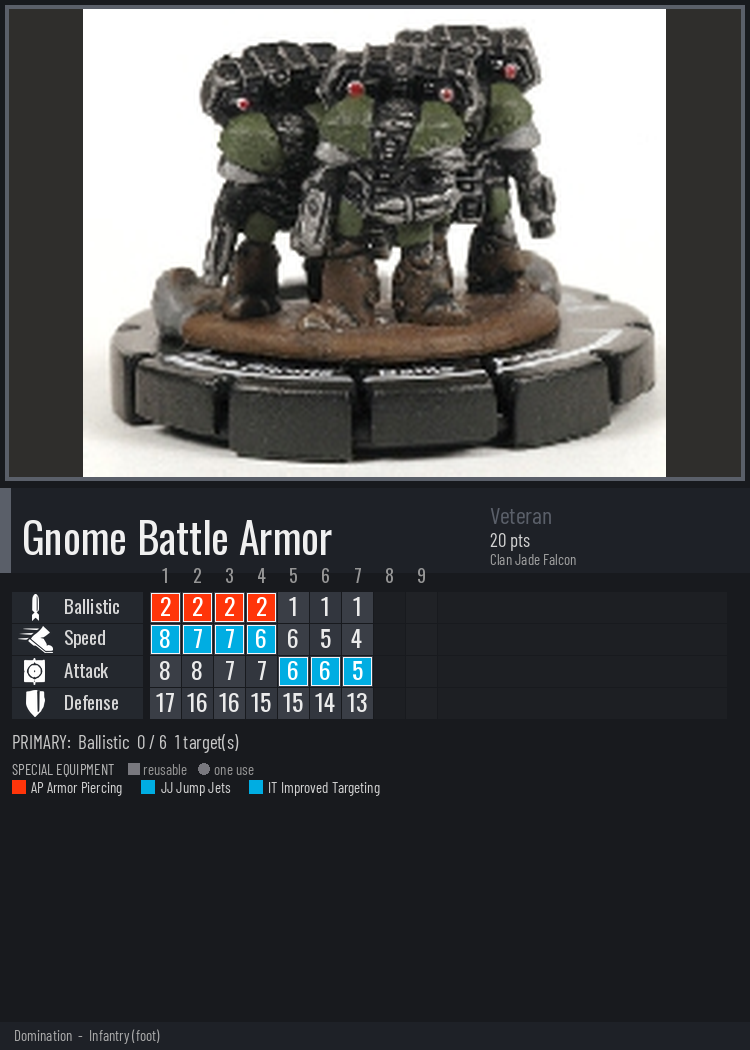 Gnome Battle Armor
Veteran
20 pts
Clan Jade Falcon
1 2 3 4 5 6 7 8 9
Ballistic 2 2 2 2 1 1 1
Speed 8 7 7 6 6 5 4
Attack 8 8 7 7 6 6 5
Defense 17 16 16 15 15 14 13
PRIMARY: Ballistic 0 / 6 1 target(s)
SPECIAL EQUIPMENT reusable one use
AP Armor Piercing JJ Jump Jets IT Improved Targeting
Domination - Infantry (foot)